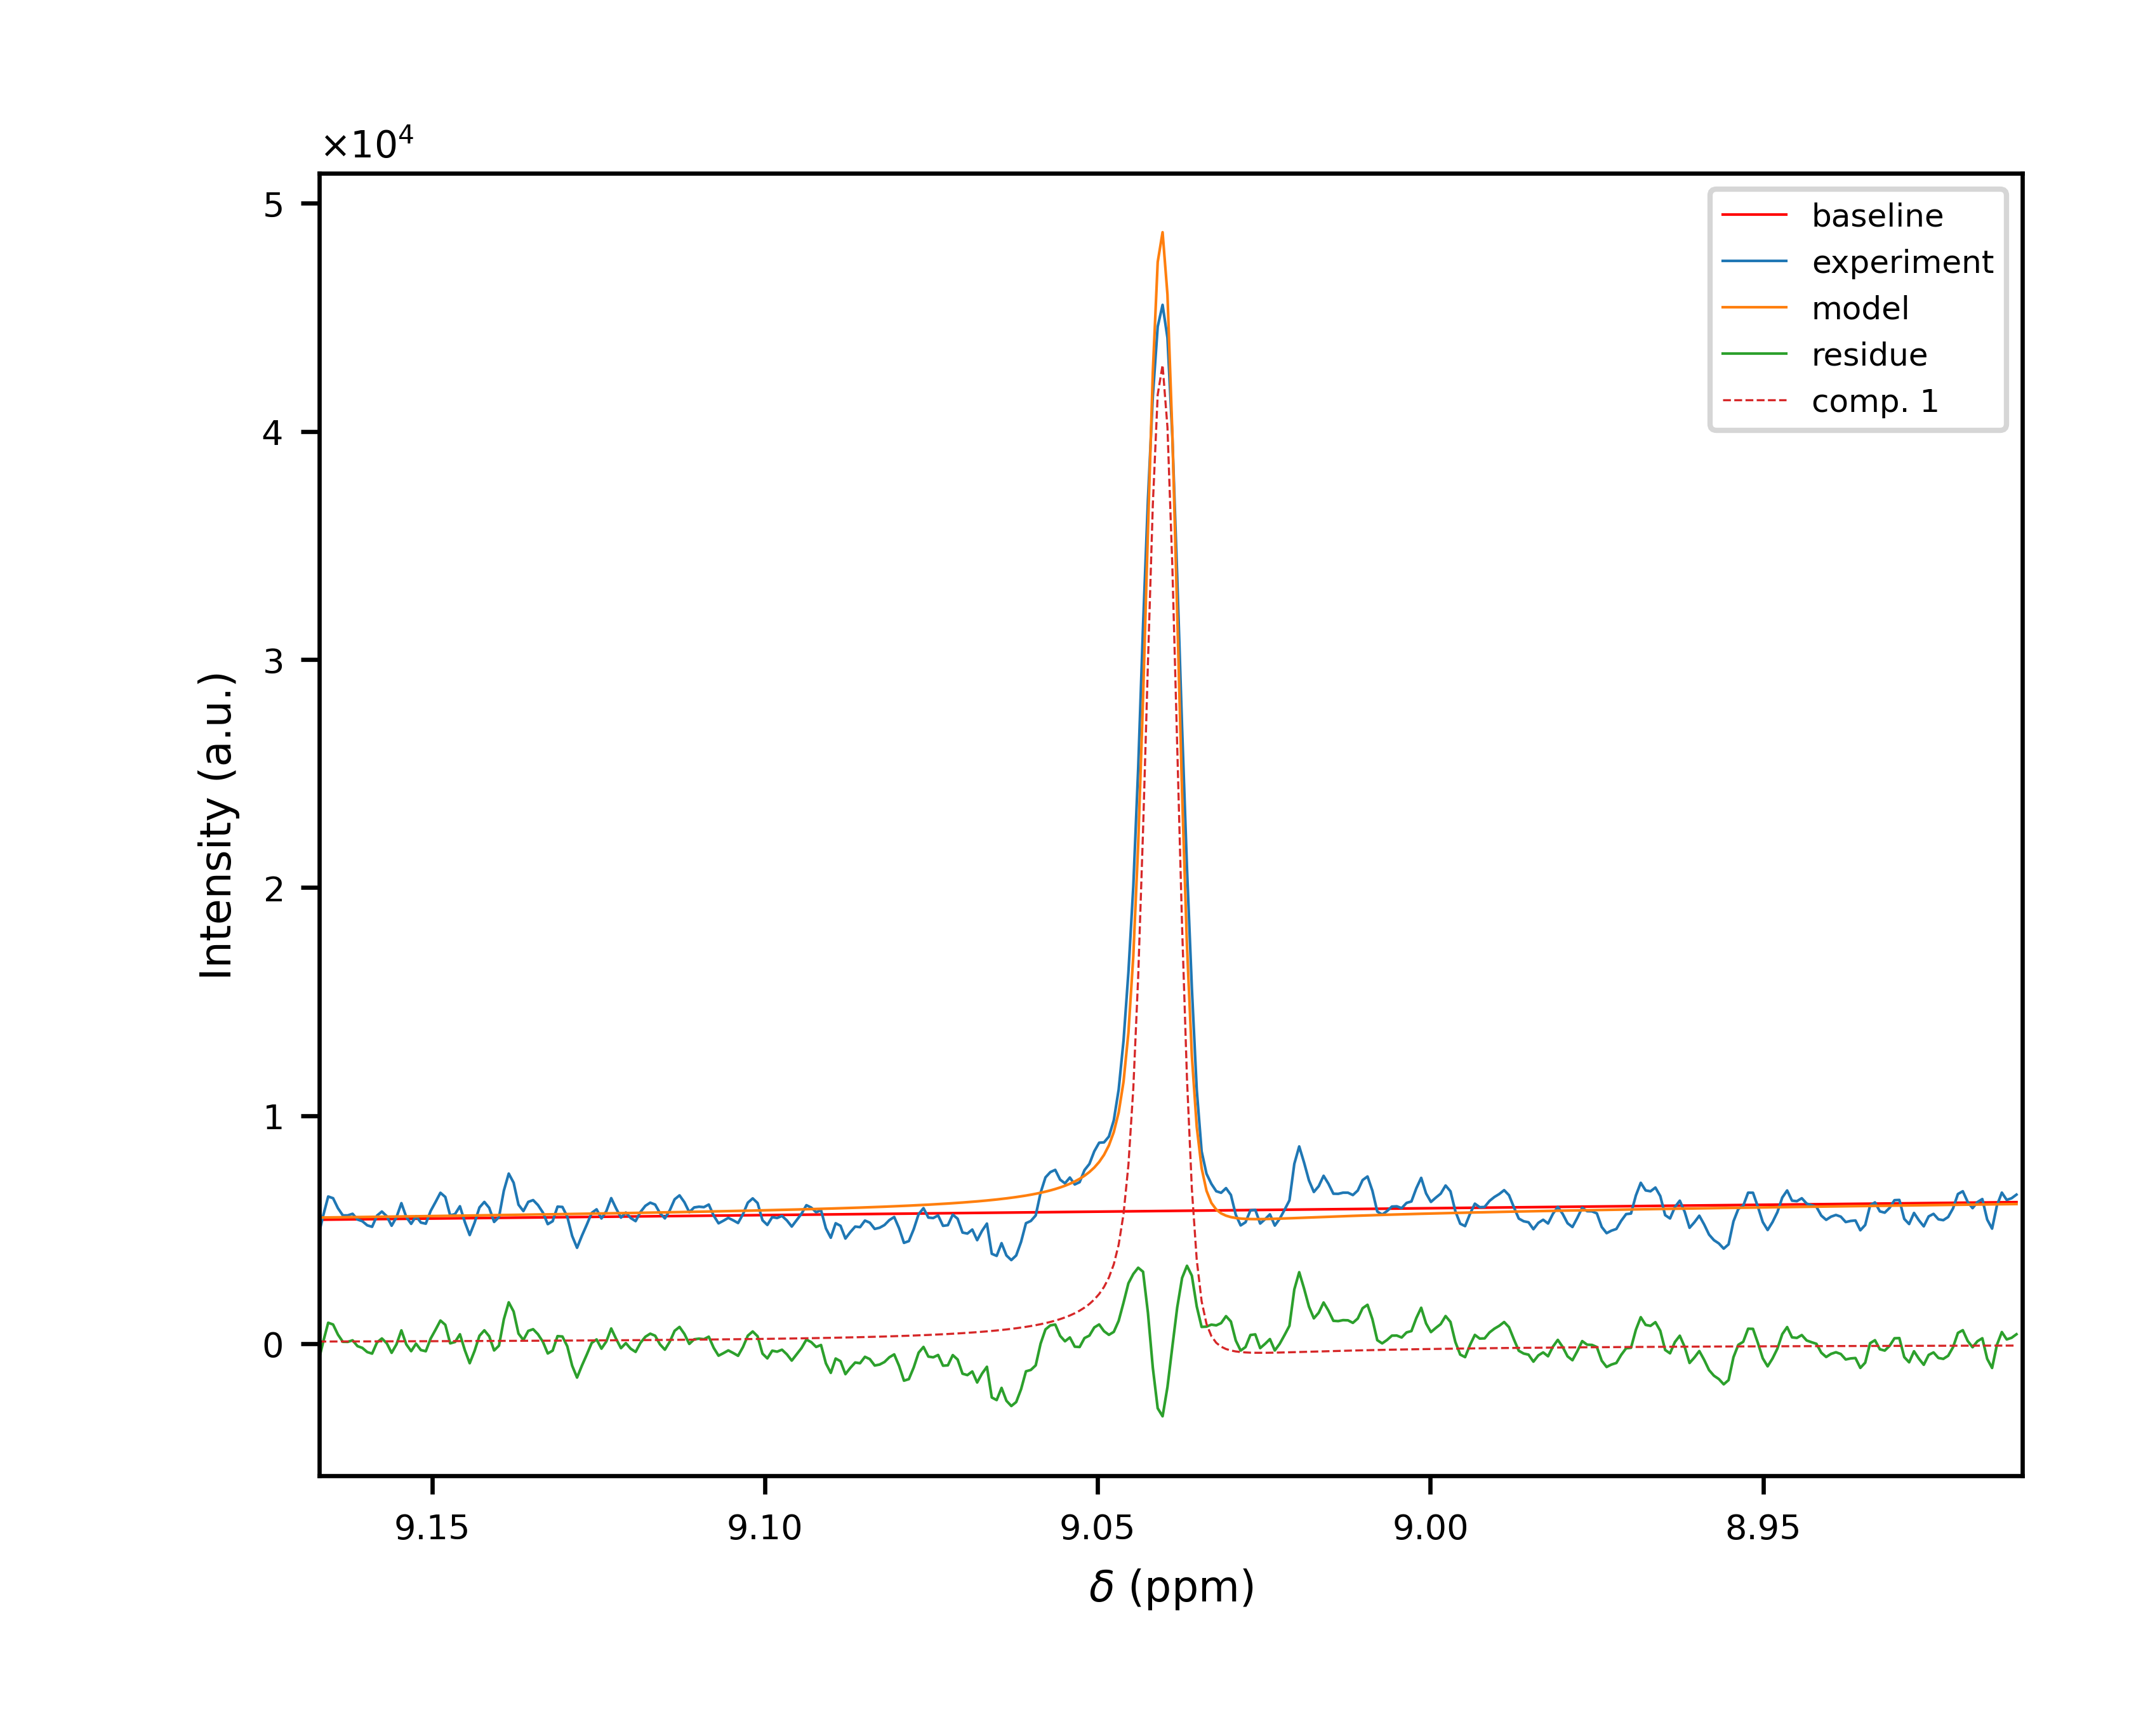 ×10⁴
5
4
3
2
1
0
Intensity (a.u.)
9.15 9.10 9.05 9.00 8.95
δ (ppm)
baseline
experiment
model
residue
comp. 1